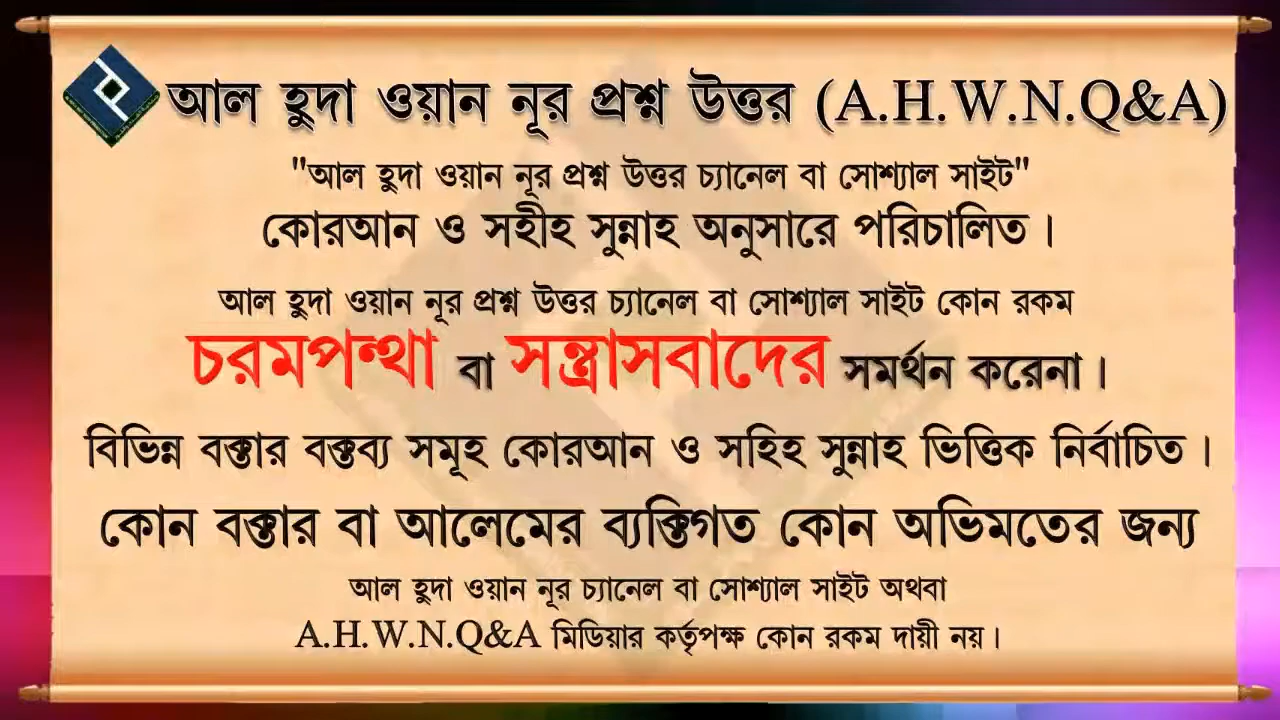 আল হুদা ওয়ান নূর প্রশ্ন উত্তর (A.H.W.N.Q&A)
"আল হুদা ওয়ান নূর প্রশ্ন উত্তর চ্যানেল বা সোশ্যাল সাইট"
কোরআন ও সহীহ সুন্নাহ অনুসারে পরিচালিত।
আল হুদা ওয়ান নূর প্রশ্ন উত্তর চ্যানেল বা সোশ্যাল সাইট কোন রকম
চরমপন্থা বা সন্ত্রাসবাদের সমর্থন করেনা।
বিভিন্ন বক্তার বক্তব্য সমূহ কোরআন ও সহিহ সুন্নাহ ভিত্তিক নির্বাচিত।
কোন বক্তার বা আলেমের ব্যক্তিগত কোন অভিমতের জন্য
আল হুদা ওয়ান নূর চ্যানেল বা সোশ্যাল সাইট অথবা
A.H.W.N.Q&A মিডিয়ার কর্তৃপক্ষ কোন রকম দায়ী নয়।